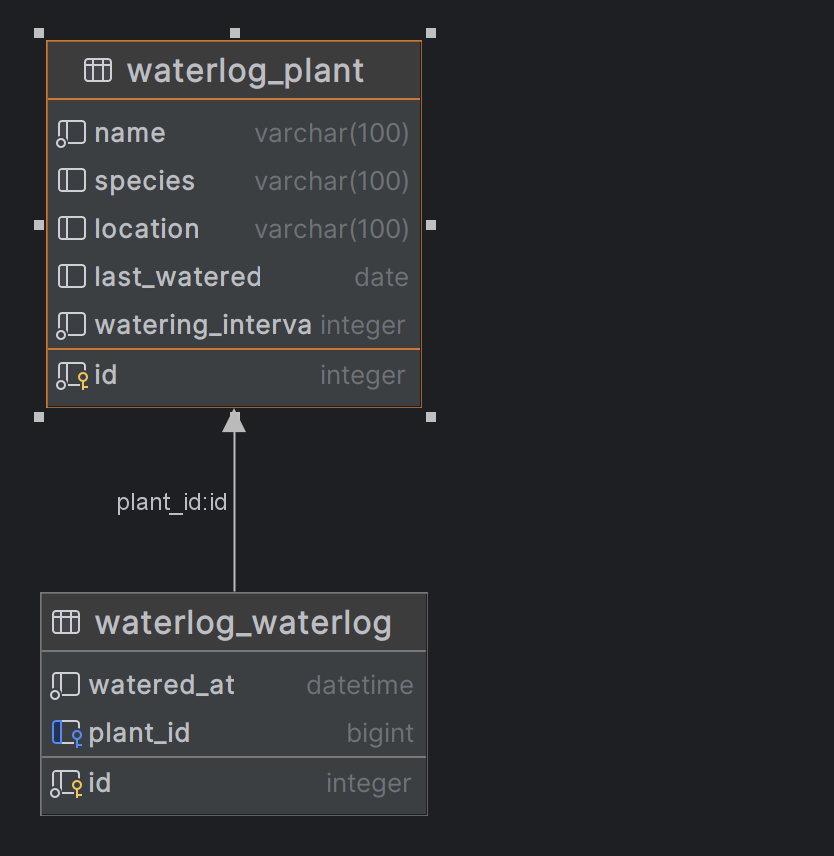 waterlog_plant
name varchar(100)
species varchar(100)
location varchar(100)
last_watered date
watering_interva integer
id integer
plant_id:id
waterlog_waterlog
watered_at datetime
plant_id bigint
id integer